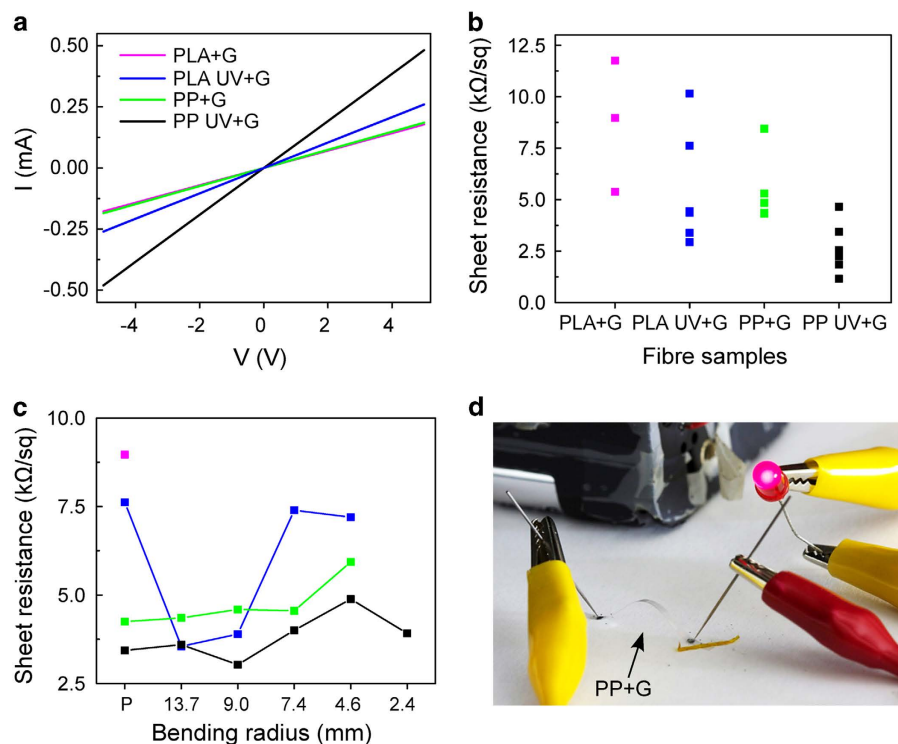 a
I (mA)
0.50
0.25
0.00
-0.25
-0.50
PLA+G
PLA UV+G
PP+G
PP UV+G
-4
-2
0
2
4
V (V)
b
Sheet resistance (kΩ/sq)
12.5
10.0
7.5
5.0
2.5
0.0
PLA+G
PLA UV+G
PP+G
PP UV+G
Fibre samples
c
Sheet resistance (kΩ/sq)
10.0
7.5
5.0
2.5
P
13.7
9.0
7.4
4.6
2.4
Bending radius (mm)
d
PP+G